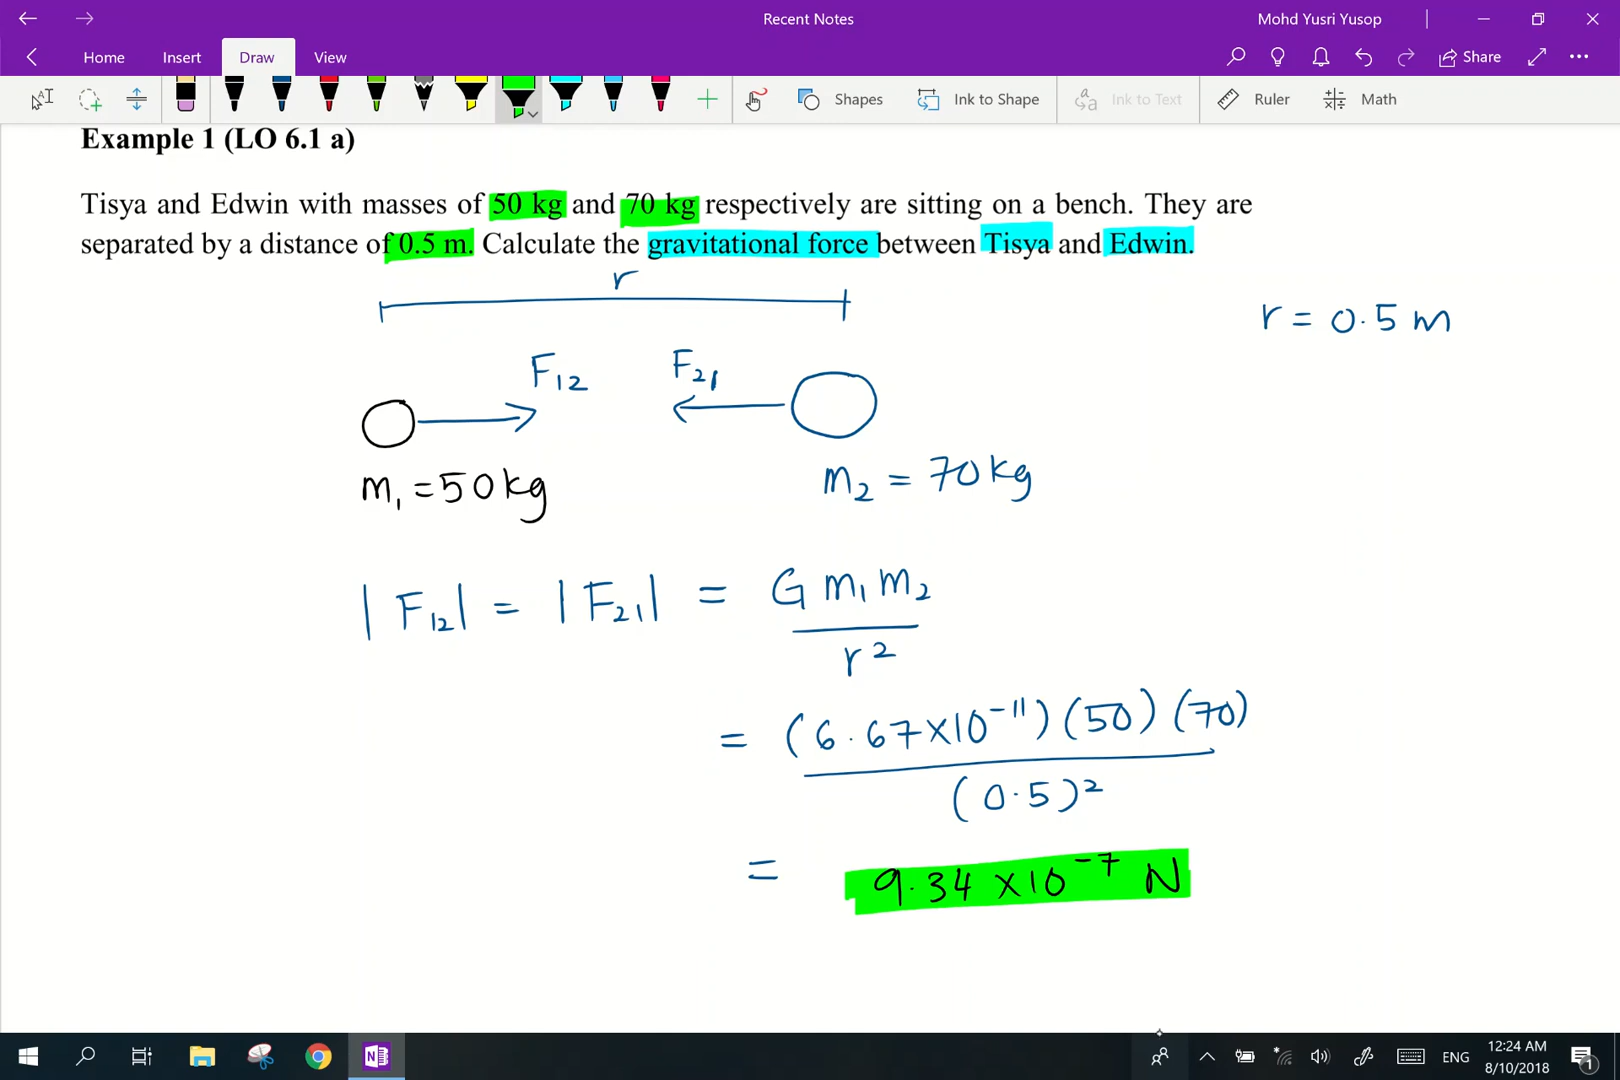 Recent Notes
Mohd Yusri Yusop
Home Insert Draw View
Share
Shapes
Ink to Shape
Ink to Text
Ruler
Math
Example 1 (LO 6.1 a)
Tisya and Edwin with masses of 50 kg and 70 kg respectively are sitting on a bench. They are
separated by a distance of 0.5 m. Calculate the gravitational force between Tisya and Edwin.
r
r = 0.5 m
F₁₂
F₂₁
m₁ = 50 kg
m₂ = 70 kg
|F₁₂| = |F₂₁| = G m₁ m₂
r²
= (6.67×10⁻¹¹)(50)(70)
(0.5)²
= 9.34 ×10⁻⁷ N
ENG
12:24 AM
8/10/2018
1